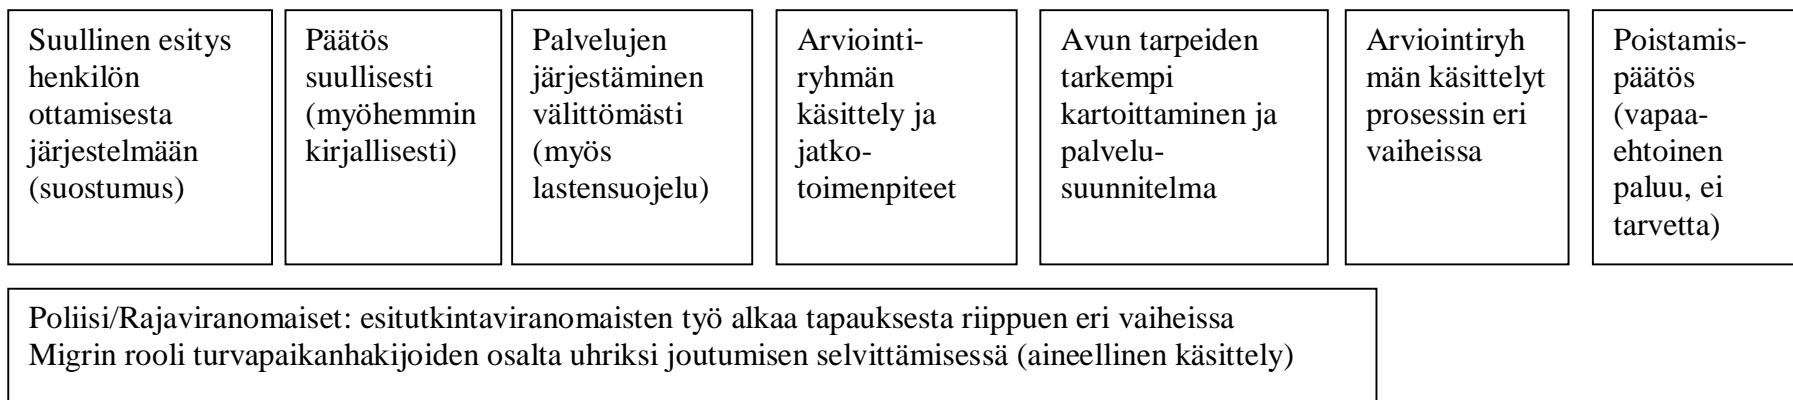 Suullinen esitys
henkilön
ottamisesta
järjestelmään
(suostumus)
Päätös
suullisesti
(myöhemmin
kirjallisesti)
Palvelujen
järjestäminen
välittömästi
(myös
lastensuojelu)
Arviointi-
ryhmän
käsittely ja
jatko-
toimenpiteet
Avun tarpeiden
tarkempi
kartoittaminen ja
palvelu-
suunnitelma
Arviointiryh
män käsittelyt
prosessin eri
vaiheissa
Poistamis-
päätös
(vapaa-
ehtoinen
paluu, ei
tarvetta)
Poliisi/Rajaviranomaiset: esitutkintaviranomaisten työ alkaa tapauksesta riippuen eri vaiheissa
Migrin rooli turvapaikanhakijoiden osalta uhriksi joutumisen selvittämisessä (aineellinen käsittely)